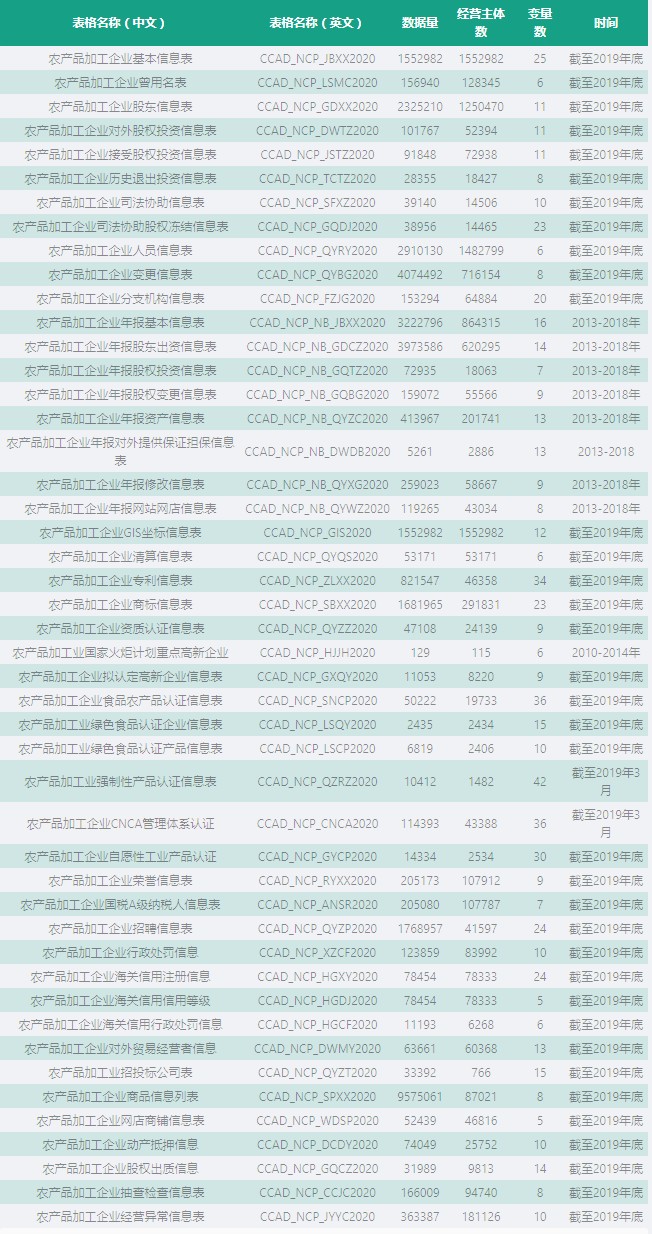 表格名称（中文） 表格名称（英文） 数据量 经营主体数 变量数 时间
农产品加工企业基本信息表 CCAD_NCP_JBXX2020 1552982 1552982 25 截至2019年底
农产品加工企业曾用名表 CCAD_NCP_LSMC2020 156940 128345 6 截至2019年底
农产品加工企业股东信息表 CCAD_NCP_GDXX2020 2325210 1250470 11 截至2019年底
农产品加工企业对外股权投资信息表 CCAD_NCP_DWTZ2020 101767 52394 11 截至2019年底
农产品加工企业接受股权投资信息表 CCAD_NCP_JSTZ2020 91848 72938 11 截至2019年底
农产品加工企业历史退出投资信息表 CCAD_NCP_TCTZ2020 28355 18427 8 截至2019年底
农产品加工企业司法协助信息表 CCAD_NCP_SFXZ2020 39140 14506 10 截至2019年底
农产品加工企业司法协助股权冻结信息表 CCAD_NCP_GQDJ2020 38956 14465 23 截至2019年底
农产品加工企业人员信息表 CCAD_NCP_QYRY2020 2910130 1482799 6 截至2019年底
农产品加工企业变更信息表 CCAD_NCP_QYBG2020 4074492 716154 8 截至2019年底
农产品加工企业分支机构信息表 CCAD_NCP_FZJG2020 153294 64884 20 截至2019年底
农产品加工企业年报基本信息表 CCAD_NCP_NB_JBXX2020 3222796 864315 16 2013-2018年
农产品加工企业年报股东出资信息表 CCAD_NCP_NB_GDCZ2020 3973586 620295 14 2013-2018年
农产品加工企业年报股权投资信息表 CCAD_NCP_NB_GQTZ2020 72935 18063 7 2013-2018年
农产品加工企业年报股权变更信息表 CCAD_NCP_NB_GQBG2020 159072 55566 9 2013-2018年
农产品加工企业年报资产信息表 CCAD_NCP_NB_QYZC2020 413967 201741 13 2013-2018年
农产品加工企业年报对外提供保证担保信息表 CCAD_NCP_NB_DWDB2020 5261 2886 13 2013-2018
农产品加工企业年报修改信息表 CCAD_NCP_NB_QYXG2020 259023 58667 9 2013-2018年
农产品加工企业年报网站网店信息表 CCAD_NCP_NB_QYWZ2020 119265 43034 8 2013-2018年
农产品加工企业GIS坐标信息表 CCAD_NCP_GIS2020 1552982 1552982 12 截至2019年底
农产品加工企业清算信息表 CCAD_NCP_QYQS2020 53171 53171 6 截至2019年底
农产品加工企业专利信息表 CCAD_NCP_ZLXX2020 821547 46358 34 截至2019年底
农产品加工企业商标信息表 CCAD_NCP_SBXX2020 1681965 291831 23 截至2019年底
农产品加工企业资质认证信息表 CCAD_NCP_QYZZ2020 47108 24139 9 截至2019年底
农产品加工业国家火炬计划重点高新企业 CCAD_NCP_HJJH2020 129 115 6 2010-2014年
农产品加工企业拟认定高新企业信息表 CCAD_NCP_GXQY2020 11053 8220 9 截至2019年底
农产品加工企业食品农产品认证信息表 CCAD_NCP_SNCP2020 50222 19733 36 截至2019年底
农产品加工业绿色食品认证企业信息表 CCAD_NCP_LSQY2020 2435 2434 15 截至2019年底
农产品加工业绿色食品认证产品信息表 CCAD_NCP_LSCP2020 6819 2406 10 截至2019年底
农产品加工业强制性产品认证信息表 CCAD_NCP_QZRZ2020 10412 1482 42 截至2019年3月
农产品加工企业CNCA管理体系认证 CCAD_NCP_CNCA2020 114393 43388 36 截至2019年3月
农产品加工企业自愿性工业产品认证 CCAD_NCP_GYCP2020 14334 2534 30 截至2019年底
农产品加工企业荣誉信息表 CCAD_NCP_RYXX2020 205173 107912 9 截至2019年底
农产品加工企业国税A级纳税人信息表 CCAD_NCP_ANSR2020 205080 107787 7 截至2019年底
农产品加工企业招聘信息表 CCAD_NCP_QYZP2020 1768957 41597 24 截至2019年底
农产品加工企业行政处罚信息 CCAD_NCP_XZCF2020 123859 83992 10 截至2019年底
农产品加工企业海关信用注册信息 CCAD_NCP_HGXY2020 78454 78333 24 截至2019年底
农产品加工企业海关信用信用等级 CCAD_NCP_HGDJ2020 78454 78333 5 截至2019年底
农产品加工企业海关信用行政处罚信息 CCAD_NCP_HGCF2020 11193 6268 6 截至2019年底
农产品加工企业对外贸易经营者信息 CCAD_NCP_DWMY2020 63661 60368 13 截至2019年底
农产品加工业招投标公司表 CCAD_NCP_QYZT2020 33392 766 15 截至2019年底
农产品加工企业商品信息列表 CCAD_NCP_SPXX2020 9575061 87021 8 截至2019年底
农产品加工企业网店商铺信息表 CCAD_NCP_WDSP2020 52439 46816 5 截至2019年底
农产品加工企业动产抵押信息 CCAD_NCP_DCDY2020 74049 25752 10 截至2019年底
农产品加工企业股权出质信息 CCAD_NCP_GQCZ2020 31989 9813 14 截至2019年底
农产品加工企业抽查检查信息表 CCAD_NCP_CCJC2020 166009 94740 8 截至2019年底
农产品加工企业经营异常信息表 CCAD_NCP_JYYC2020 363387 181126 10 截至2019年底